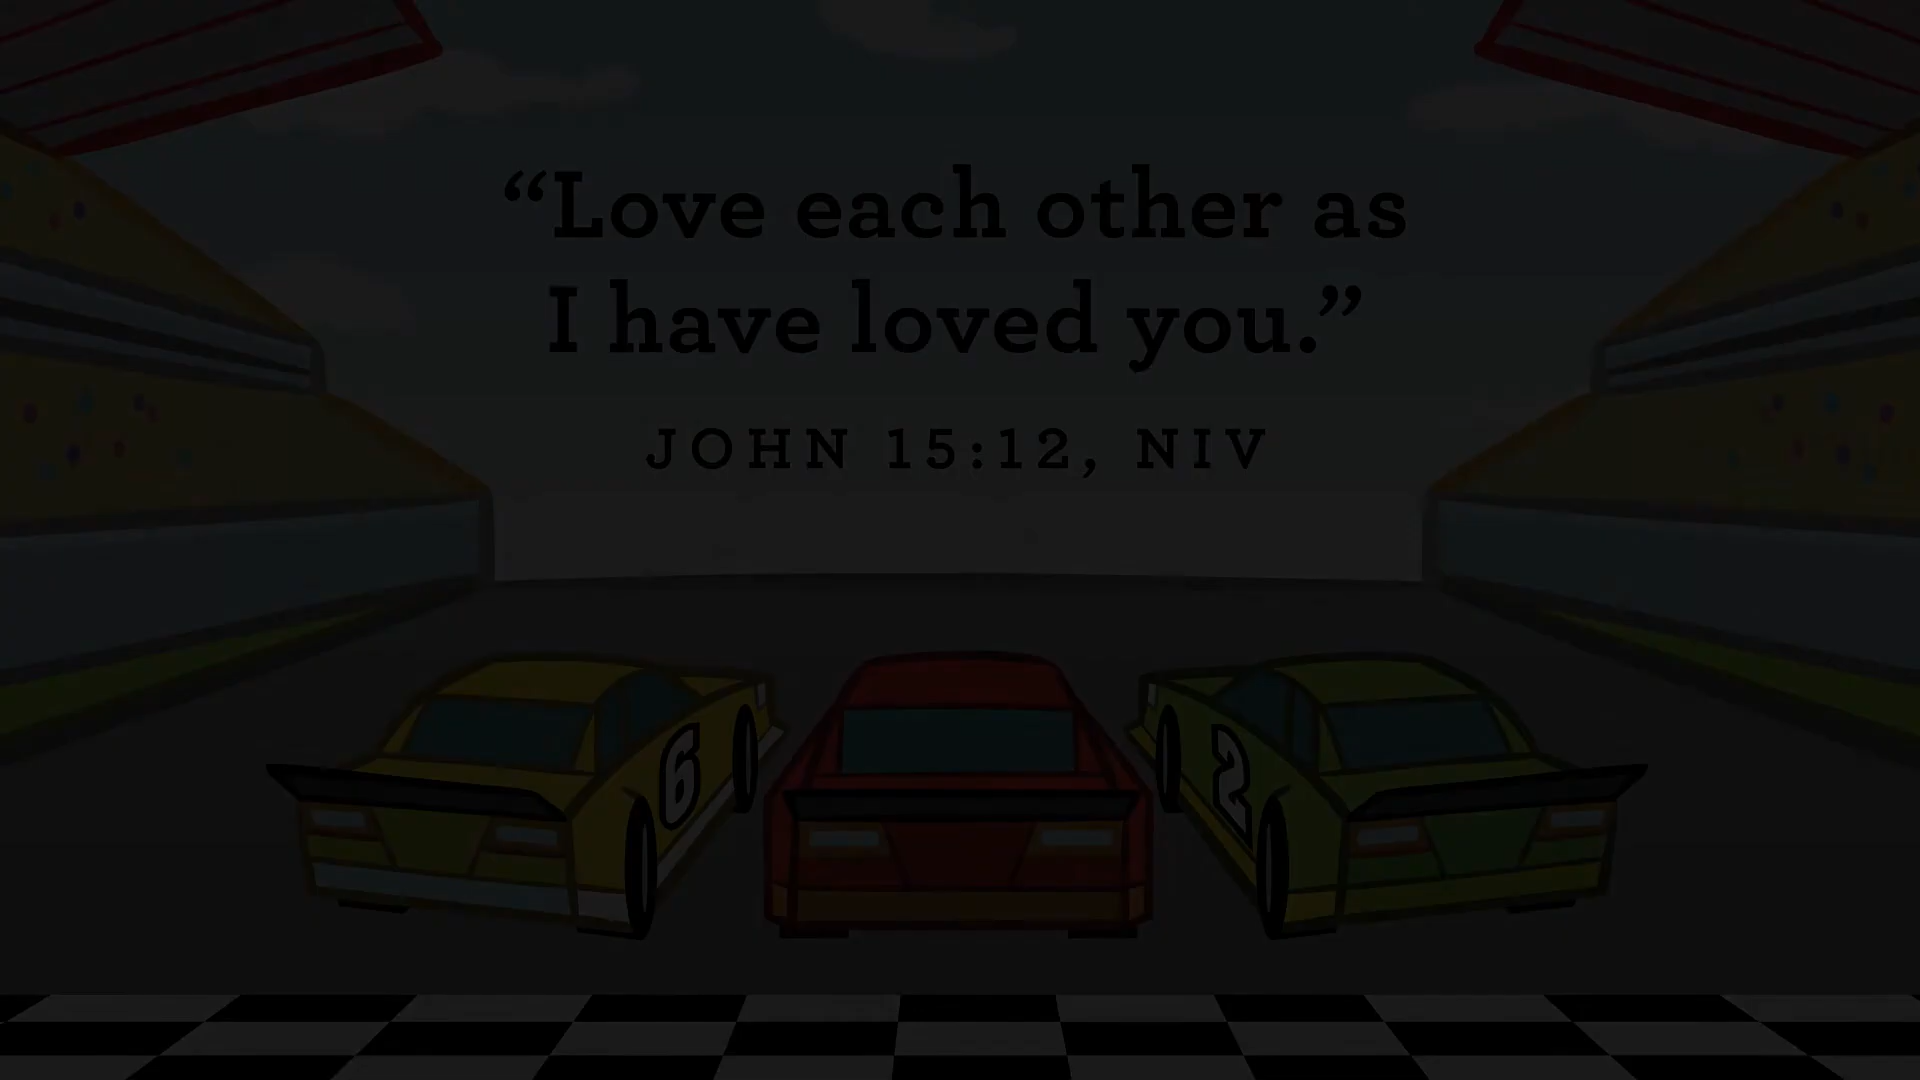 “Love each other as
I have loved you.”
JOHN 15:12, NIV
6
2